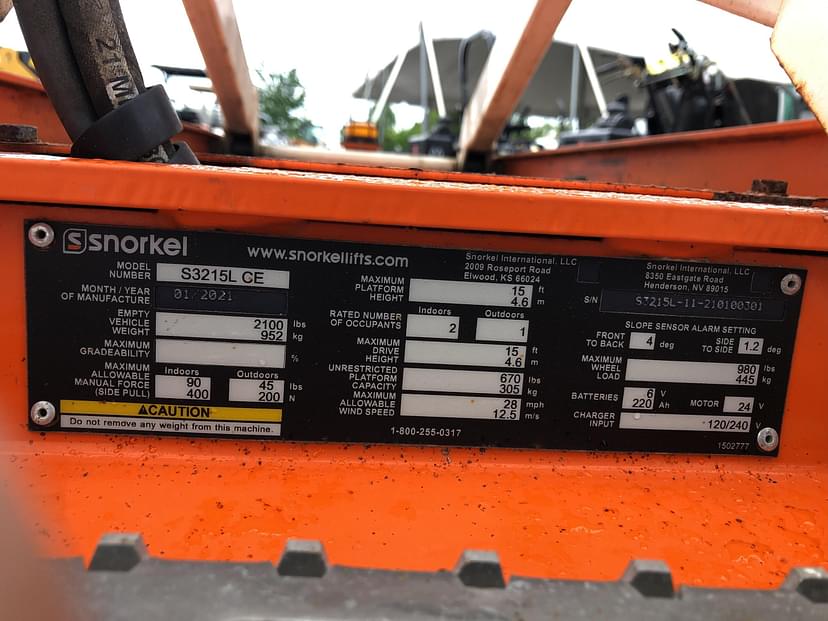 21 M
snorkel
www.snorkellifts.com
Snorkel International, LLC
2009 Roseport Road
Elwood, KS 66024
Snorkel International, LLC
8350 Eastgate Road
Henderson, NV 89015
MODEL NUMBER S3215L CE
MONTH / YEAR OF MANUFACTURE 01/2021
EMPTY VEHICLE WEIGHT 2100 lbs
952 kg
MAXIMUM GRADEABILITY %
MAXIMUM ALLOWABLE MANUAL FORCE (SIDE PULL)
Indoors Outdoors
90 45 lbs
400 200 N
⚠CAUTION
Do not remove any weight from this machine.
MAXIMUM PLATFORM HEIGHT 15 ft
4.6 m
RATED NUMBER OF OCCUPANTS
Indoors Outdoors
2 1
MAXIMUM DRIVE HEIGHT 15 ft
4.6 m
UNRESTRICTED PLATFORM CAPACITY 670 lbs
305 kg
MAXIMUM ALLOWABLE WIND SPEED 28 mph
12.5 m/s
1-800-255-0317
S/N S3215L-11-210100301
SLOPE SENSOR ALARM SETTING
FRONT TO BACK 4 deg SIDE TO SIDE 1.2 deg
MAXIMUM WHEEL LOAD 980 lbs
445 kg
BATTERIES 6 V
220 Ah
MOTOR 24 V
CHARGER INPUT 120/240 V
1502777